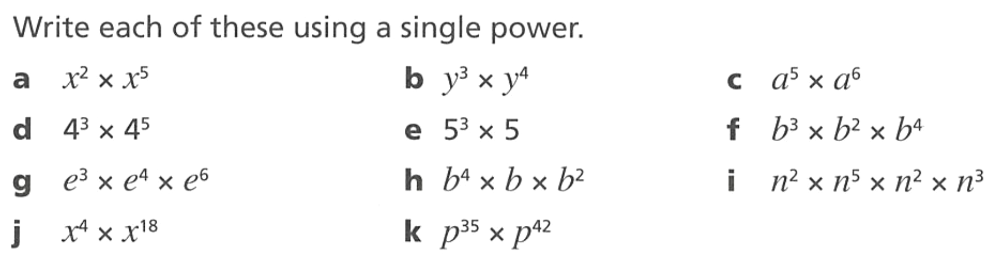 Write each of these using a single power.
a x² × x⁵ b y³ × y⁴ c a⁵ × a⁶
d 4³ × 4⁵ e 5³ × 5 f b³ × b² × b⁴
g e³ × e⁴ × e⁶ h b⁴ × b × b² i n² × n⁵ × n² × n³
j x⁴ × x¹⁸ k p³⁵ × p⁴²